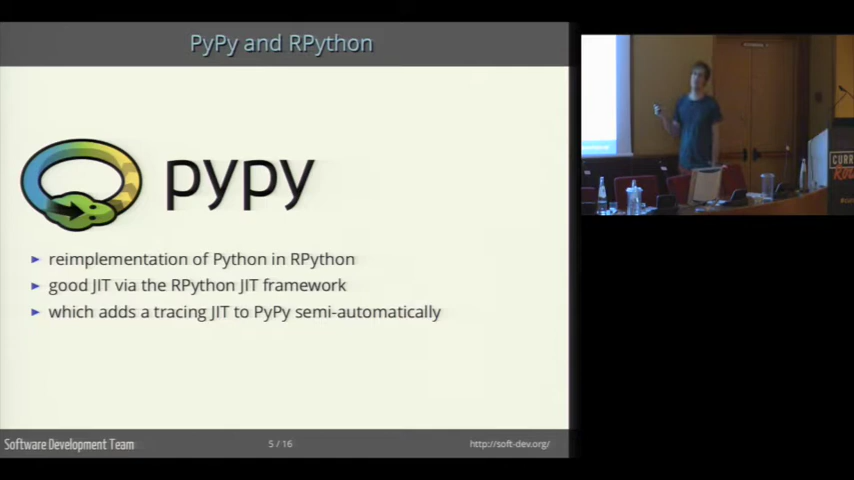 PyPy and RPython
pypy
reimplementation of Python in RPython
good JIT via the RPython JIT framework
which adds a tracing JIT to PyPy semi-automatically
Software Development Team
5 / 16
http://soft-dev.org/